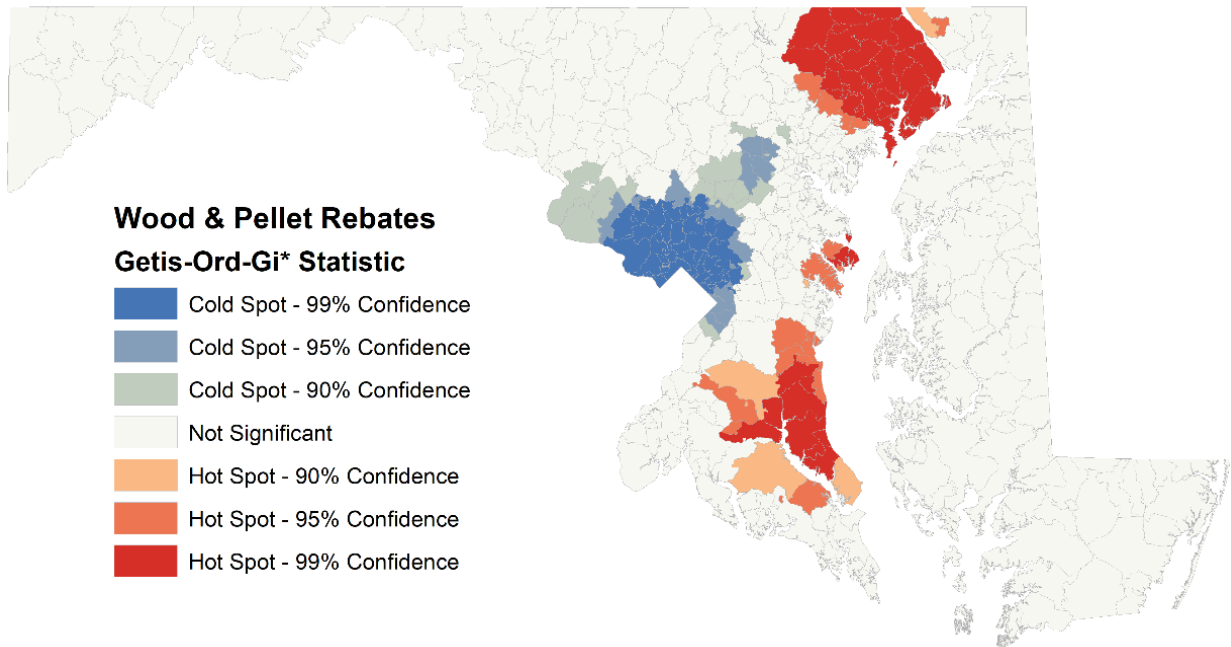 Wood & Pellet Rebates
Getis-Ord-Gi* Statistic
Cold Spot - 99% Confidence
Cold Spot - 95% Confidence
Cold Spot - 90% Confidence
Not Significant
Hot Spot - 90% Confidence
Hot Spot - 95% Confidence
Hot Spot - 99% Confidence